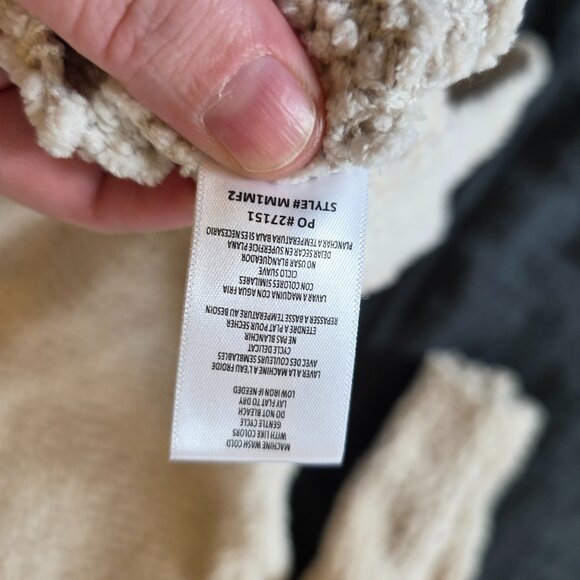 MACHINE WASH COLD
WITH LIKE COLORS
GENTLE CYCLE
DO NOT BLEACH
LAY FLAT TO DRY
LOW IRON IF NEEDED
LAVER A LA MACHINE A L'EAU FROIDE
AVEC DES COULEURS SEMBLABLES
CYCLE DELICAT
NE PAS BLANCHIR
ETENDRE A PLAT POUR SECHER
REPASSER A BASSE TEMPERATURE AU BESOIN
LAVAR A MAQUINA CON AGUA FRIA
CON COLORES SIMILARES
CICLO SUAVE
NO USAR BLANQUEADOR
DEJAR SECAR EN SUPERFICIE PLANA
PLANCHAR A TEMPERATURA BAJA SI ES NECESARIO
PO #27151
STYLE# MM1MF2